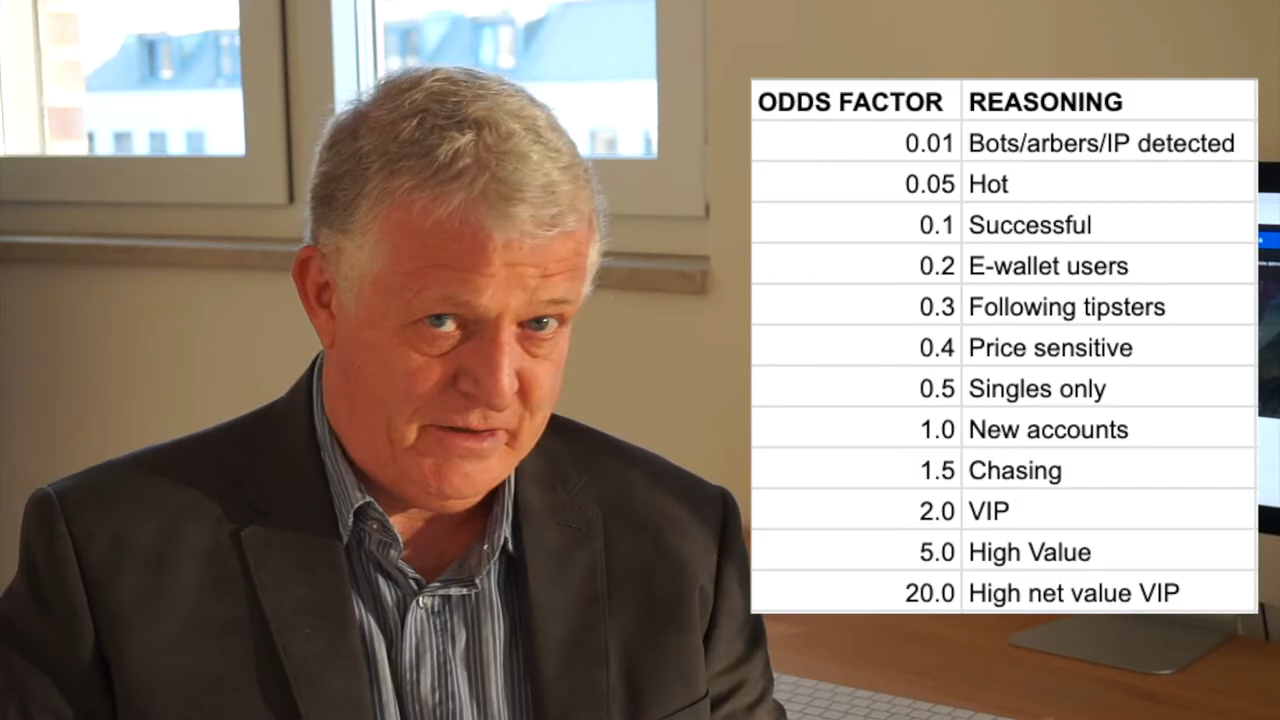 ODDS FACTOR REASONING
0.01 Bots/arbers/IP detected
0.05 Hot
0.1 Successful
0.2 E-wallet users
0.3 Following tipsters
0.4 Price sensitive
0.5 Singles only
1.0 New accounts
1.5 Chasing
2.0 VIP
5.0 High Value
20.0 High net value VIP